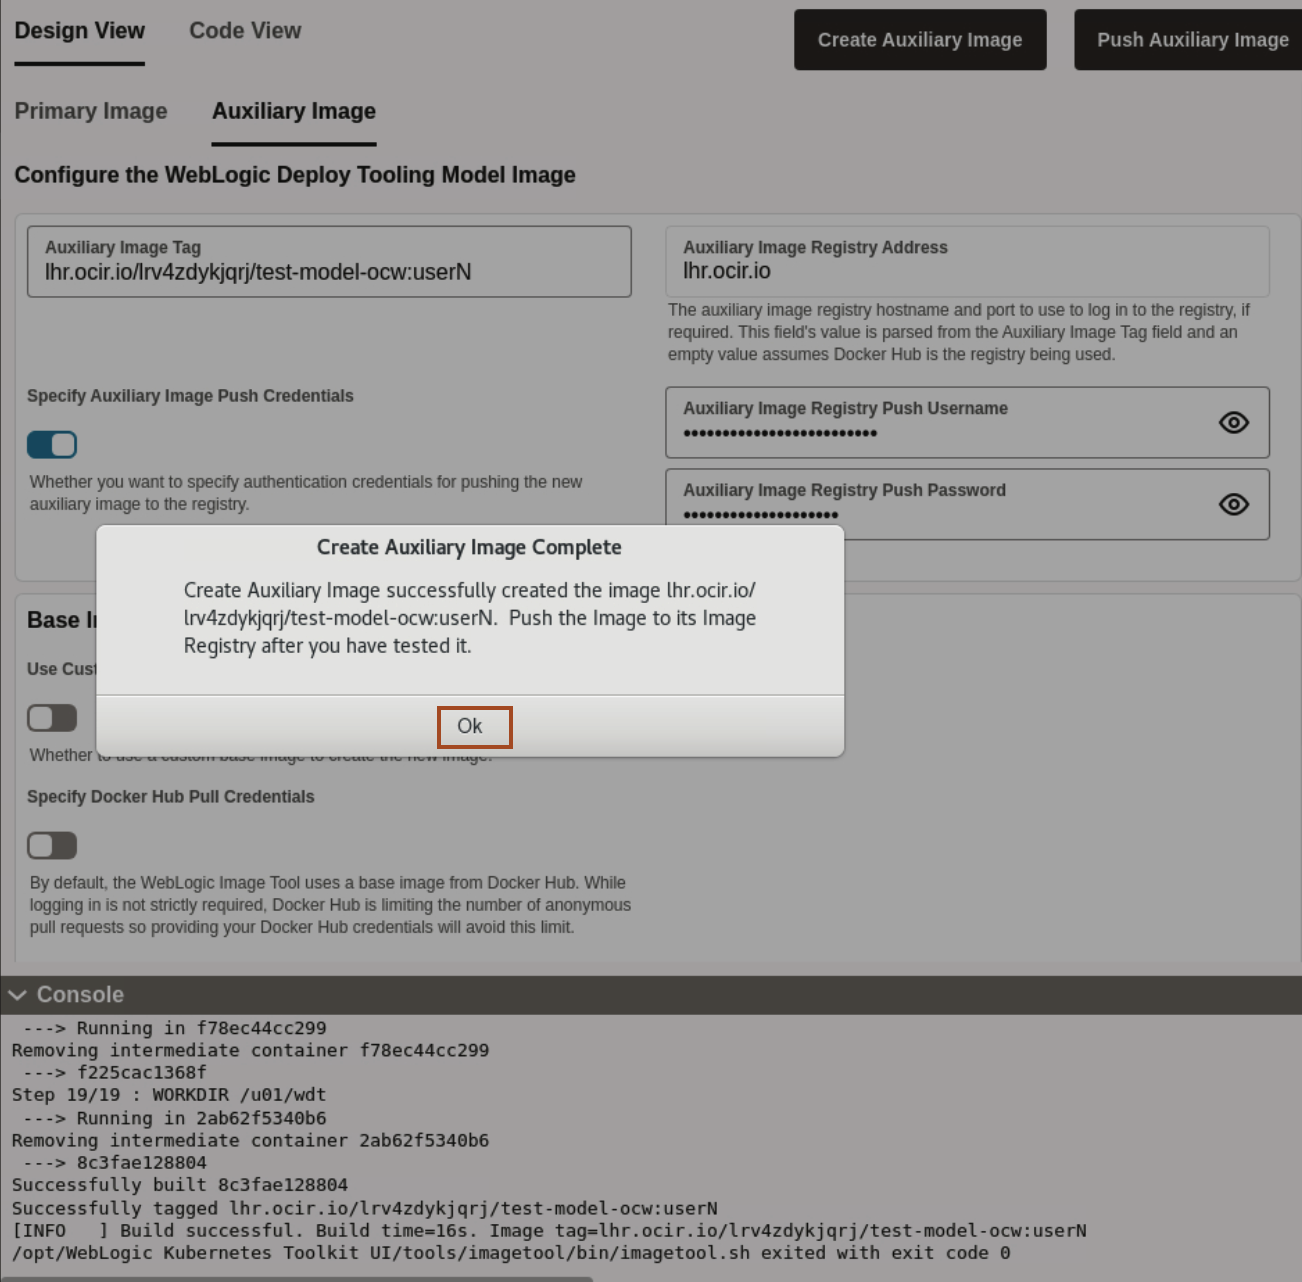 Design View
Code View
Create Auxiliary Image
Push Auxiliary Image
Primary Image
Auxiliary Image
Configure the WebLogic Deploy Tooling Model Image
Auxiliary Image Tag
lhr.ocir.io/lrv4zdykjqrj/test-model-ocw:userN
Auxiliary Image Registry Address
lhr.ocir.io
The auxiliary image registry hostname and port to use to log in to the registry, if
required. This field's value is parsed from the Auxiliary Image Tag field and an
empty value assumes Docker Hub is the registry being used.
Specify Auxiliary Image Push Credentials
Whether you want to specify authentication credentials for pushing the new
auxiliary image to the registry.
Auxiliary Image Registry Push Username
Auxiliary Image Registry Push Password
Create Auxiliary Image Complete
Create Auxiliary Image successfully created the image lhr.ocir.io/
lrv4zdykjqrj/test-model-ocw:userN.  Push the Image to its Image
Registry after you have tested it.
Ok
Base
Use
Whether to use a custom base image to create the new image.
Specify Docker Hub Pull Credentials
By default, the WebLogic Image Tool uses a base image from Docker Hub. While
logging in is not strictly required, Docker Hub is limiting the number of anonymous
pull requests so providing your Docker Hub credentials will avoid this limit.
Console
---> Running in f78ec44cc299
Removing intermediate container f78ec44cc299
---> f225cac1368f
Step 19/19 : WORKDIR /u01/wdt
---> Running in 2ab62f5340b6
Removing intermediate container 2ab62f5340b6
---> 8c3fae128804
Successfully built 8c3fae128804
Successfully tagged lhr.ocir.io/lrv4zdykjqrj/test-model-ocw:userN
[INFO   ] Build successful. Build time=16s. Image tag=lhr.ocir.io/lrv4zdykjqrj/test-model-ocw:userN
/opt/WebLogic Kubernetes Toolkit UI/tools/imagetool/bin/imagetool.sh exited with exit code 0